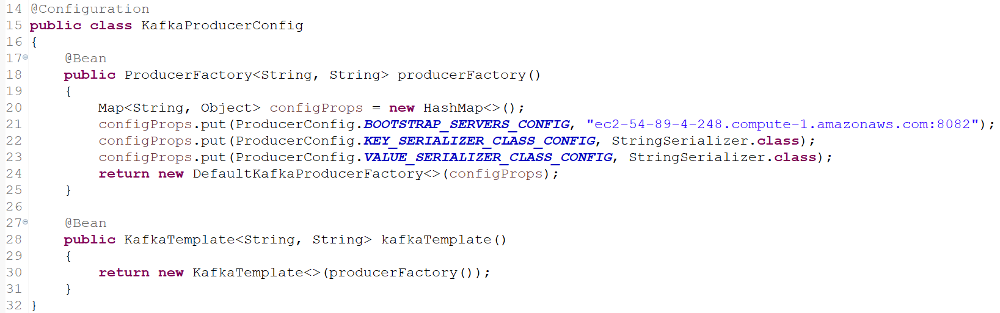 14 @Configuration
15 public class KafkaProducerConfig
16 {
17     @Bean
18     public ProducerFactory<String, String> producerFactory()
19     {
20         Map<String, Object> configProps = new HashMap<>();
21         configProps.put(ProducerConfig.BOOTSTRAP_SERVERS_CONFIG, "ec2-54-89-4-248.compute-1.amazonaws.com:8082");
22         configProps.put(ProducerConfig.KEY_SERIALIZER_CLASS_CONFIG, StringSerializer.class);
23         configProps.put(ProducerConfig.VALUE_SERIALIZER_CLASS_CONFIG, StringSerializer.class);
24         return new DefaultKafkaProducerFactory<>(configProps);
25     }
26
27     @Bean
28     public KafkaTemplate<String, String> kafkaTemplate()
29     {
30         return new KafkaTemplate<>(producerFactory());
31     }
32 }